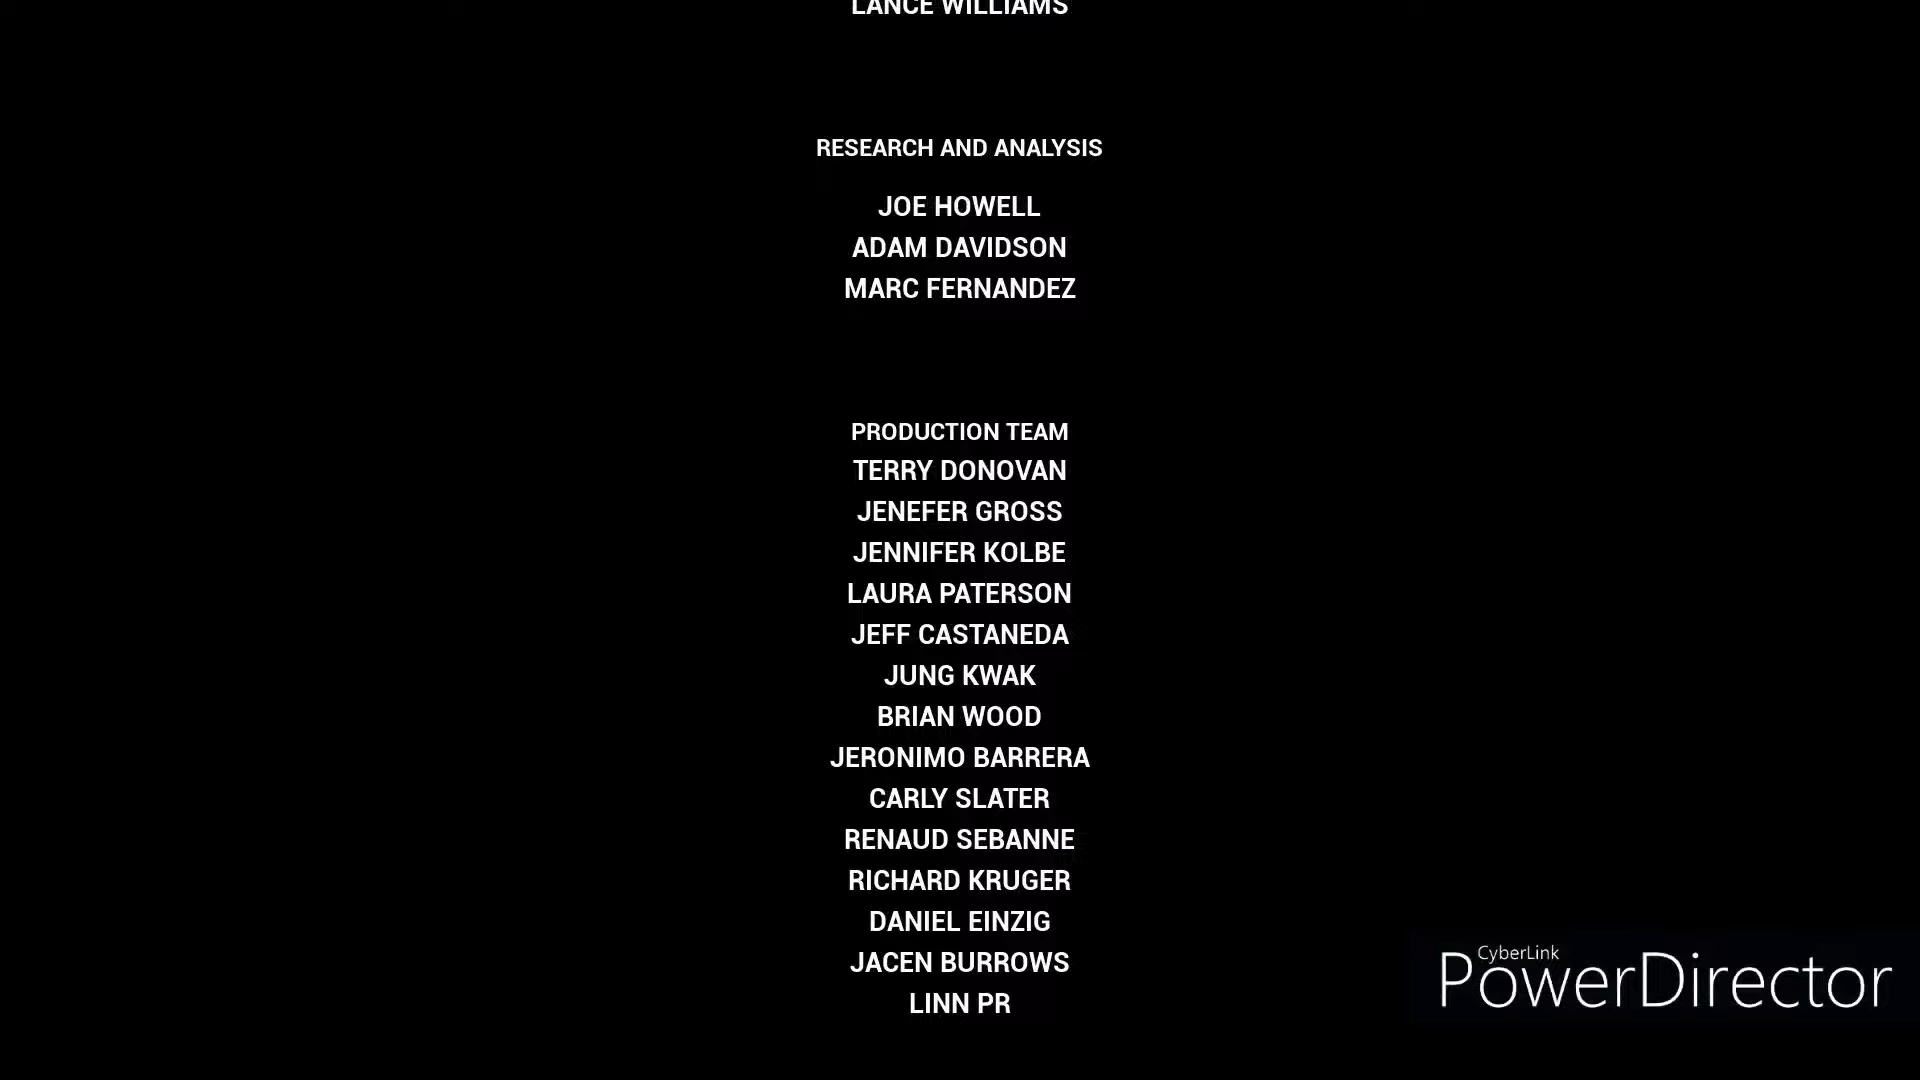 LANCE WILLIAMS
RESEARCH AND ANALYSIS
JOE HOWELL
ADAM DAVIDSON
MARC FERNANDEZ
PRODUCTION TEAM
TERRY DONOVAN
JENEFER GROSS
JENNIFER KOLBE
LAURA PATERSON
JEFF CASTANEDA
JUNG KWAK
BRIAN WOOD
JERONIMO BARRERA
CARLY SLATER
RENAUD SEBANNE
RICHARD KRUGER
DANIEL EINZIG
JACEN BURROWS
LINN PR
CyberLink
PowerDirector